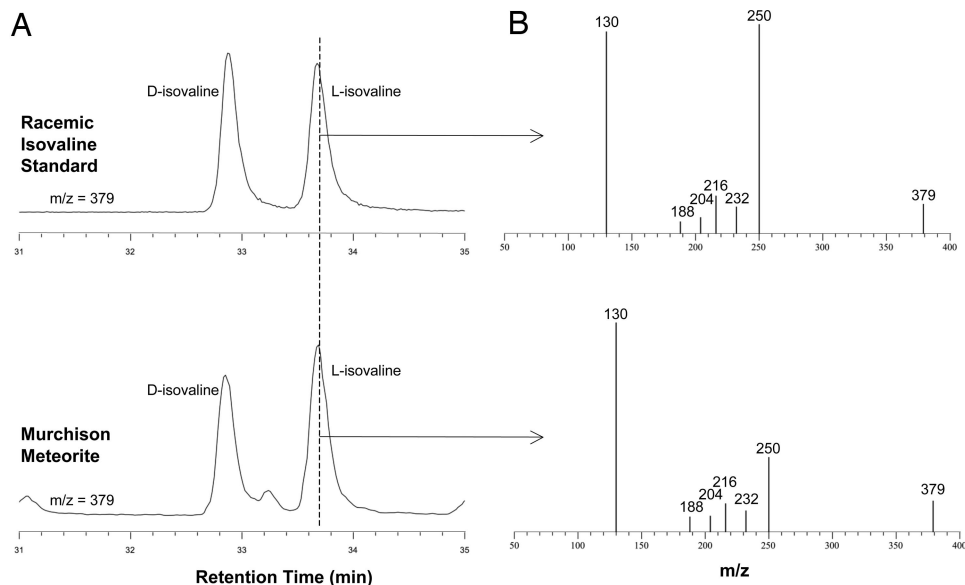 A
D-isovaline
L-isovaline
Racemic
Isovaline
Standard
m/z = 379
31 32 33 34 35
D-isovaline
L-isovaline
Murchison
Meteorite
m/z = 379
31 32 33 34 35
Retention Time (min)
B
130
250
188
204
216
232
379
50 100 150 200 250 300 350 400
130
250
188
204
216
232
379
50 100 150 200 250 300 350 400
m/z